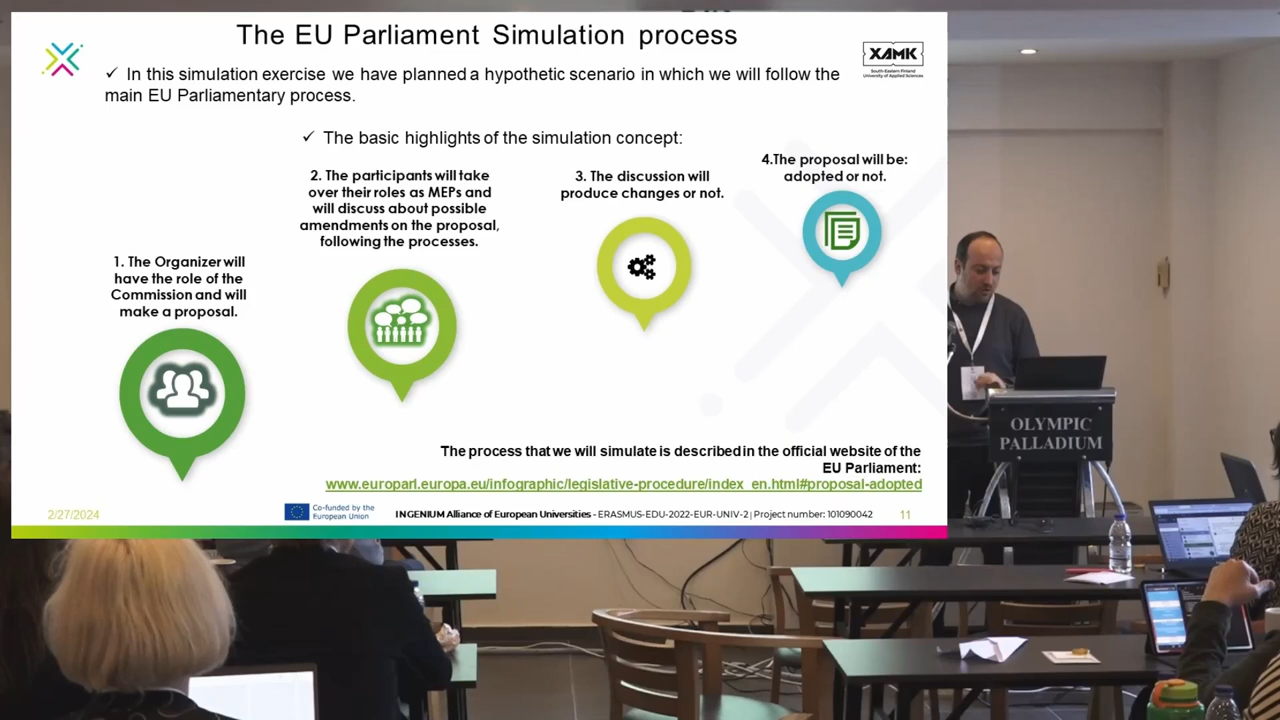 The EU Parliament Simulation process
✓ In this simulation exercise we have planned a hypothetic scenario in which we will follow the
main EU Parliamentary process.
XAMK
South-Eastern Finland
University of Applied Sciences
✓ The basic highlights of the simulation concept:
1. The Organizer will
have the role of the
Commission and will
make a proposal.
2. The participants will take
over their roles as MEPs and
will discuss about possible
amendments on the proposal,
following the processes.
3. The discussion will
produce changes or not.
4.The proposal will be:
adopted or not.
The process that we will simulate is described in the official website of the
EU Parliament:
www.europarl.europa.eu/infographic/legislative-procedure/index_en.html#proposal-adopted
2/27/2024
Co-funded by the
European Union
INGENIUM Alliance of European Universities - ERASMUS-EDU-2022-EUR-UNIV-2 | Project number: 101090042
11
OLYMPIC
PALLADIUM